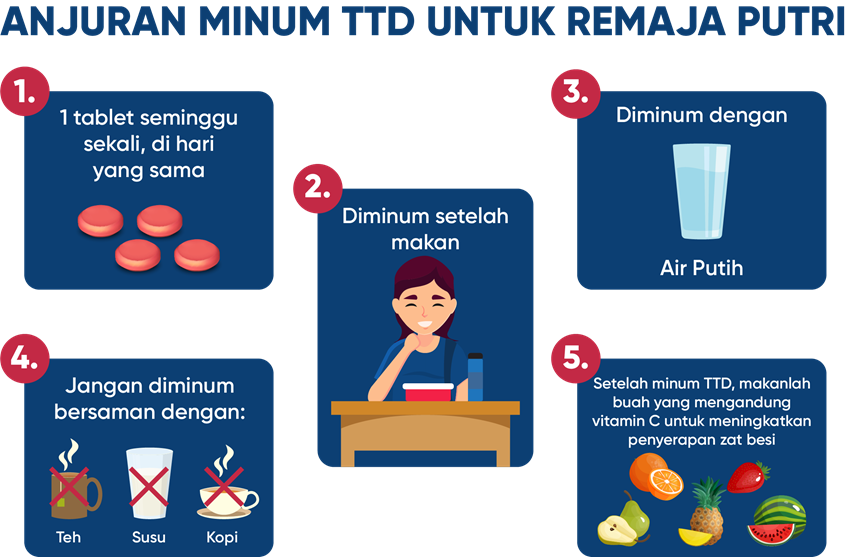 ANJURAN MINUM TTD UNTUK REMAJA PUTRI
1.
1 tablet seminggu
sekali, di hari
yang sama
2.
Diminum setelah
makan
3.
Diminum dengan
Air Putih
4.
Jangan diminum
bersaman dengan:
Teh
Susu
Kopi
5.
Setelah minum TTD, makanlah
buah yang mengandung
vitamin C untuk meningkatkan
penyerapan zat besi